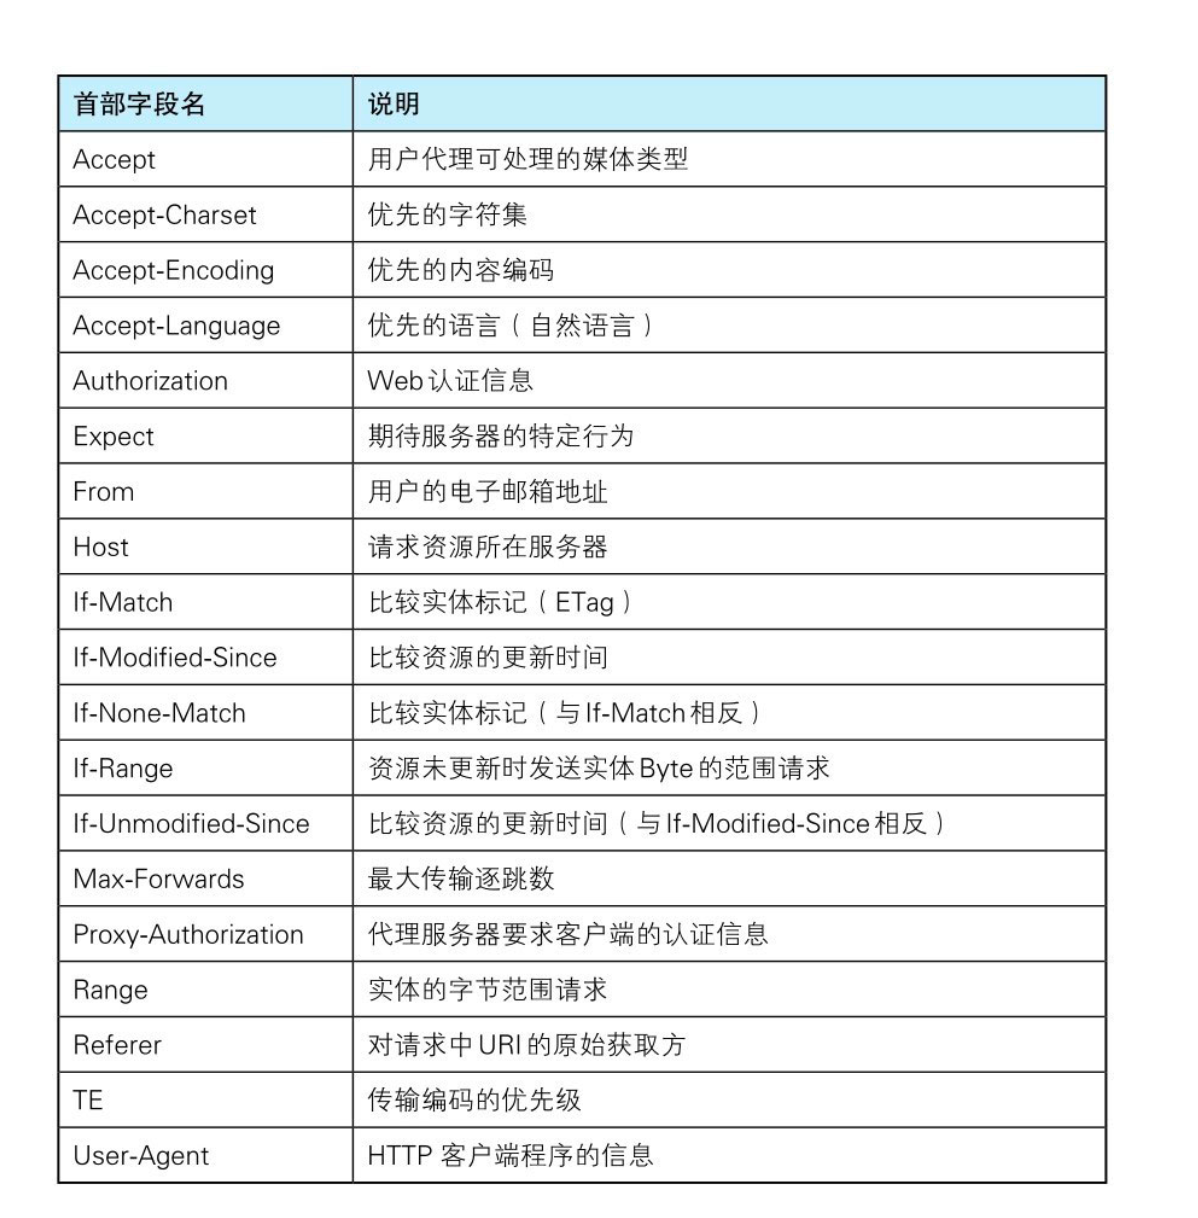 首部字段名 说明
Accept 用户代理可处理的媒体类型
Accept-Charset 优先的字符集
Accept-Encoding 优先的内容编码
Accept-Language 优先的语言（自然语言）
Authorization Web认证信息
Expect 期待服务器的特定行为
From 用户的电子邮箱地址
Host 请求资源所在服务器
If-Match 比较实体标记（ETag）
If-Modified-Since 比较资源的更新时间
If-None-Match 比较实体标记（与If-Match相反）
If-Range 资源未更新时发送实体Byte的范围请求
If-Unmodified-Since 比较资源的更新时间（与If-Modified-Since相反）
Max-Forwards 最大传输逐跳数
Proxy-Authorization 代理服务器要求客户端的认证信息
Range 实体的字节范围请求
Referer 对请求中URI的原始获取方
TE 传输编码的优先级
User-Agent HTTP 客户端程序的信息